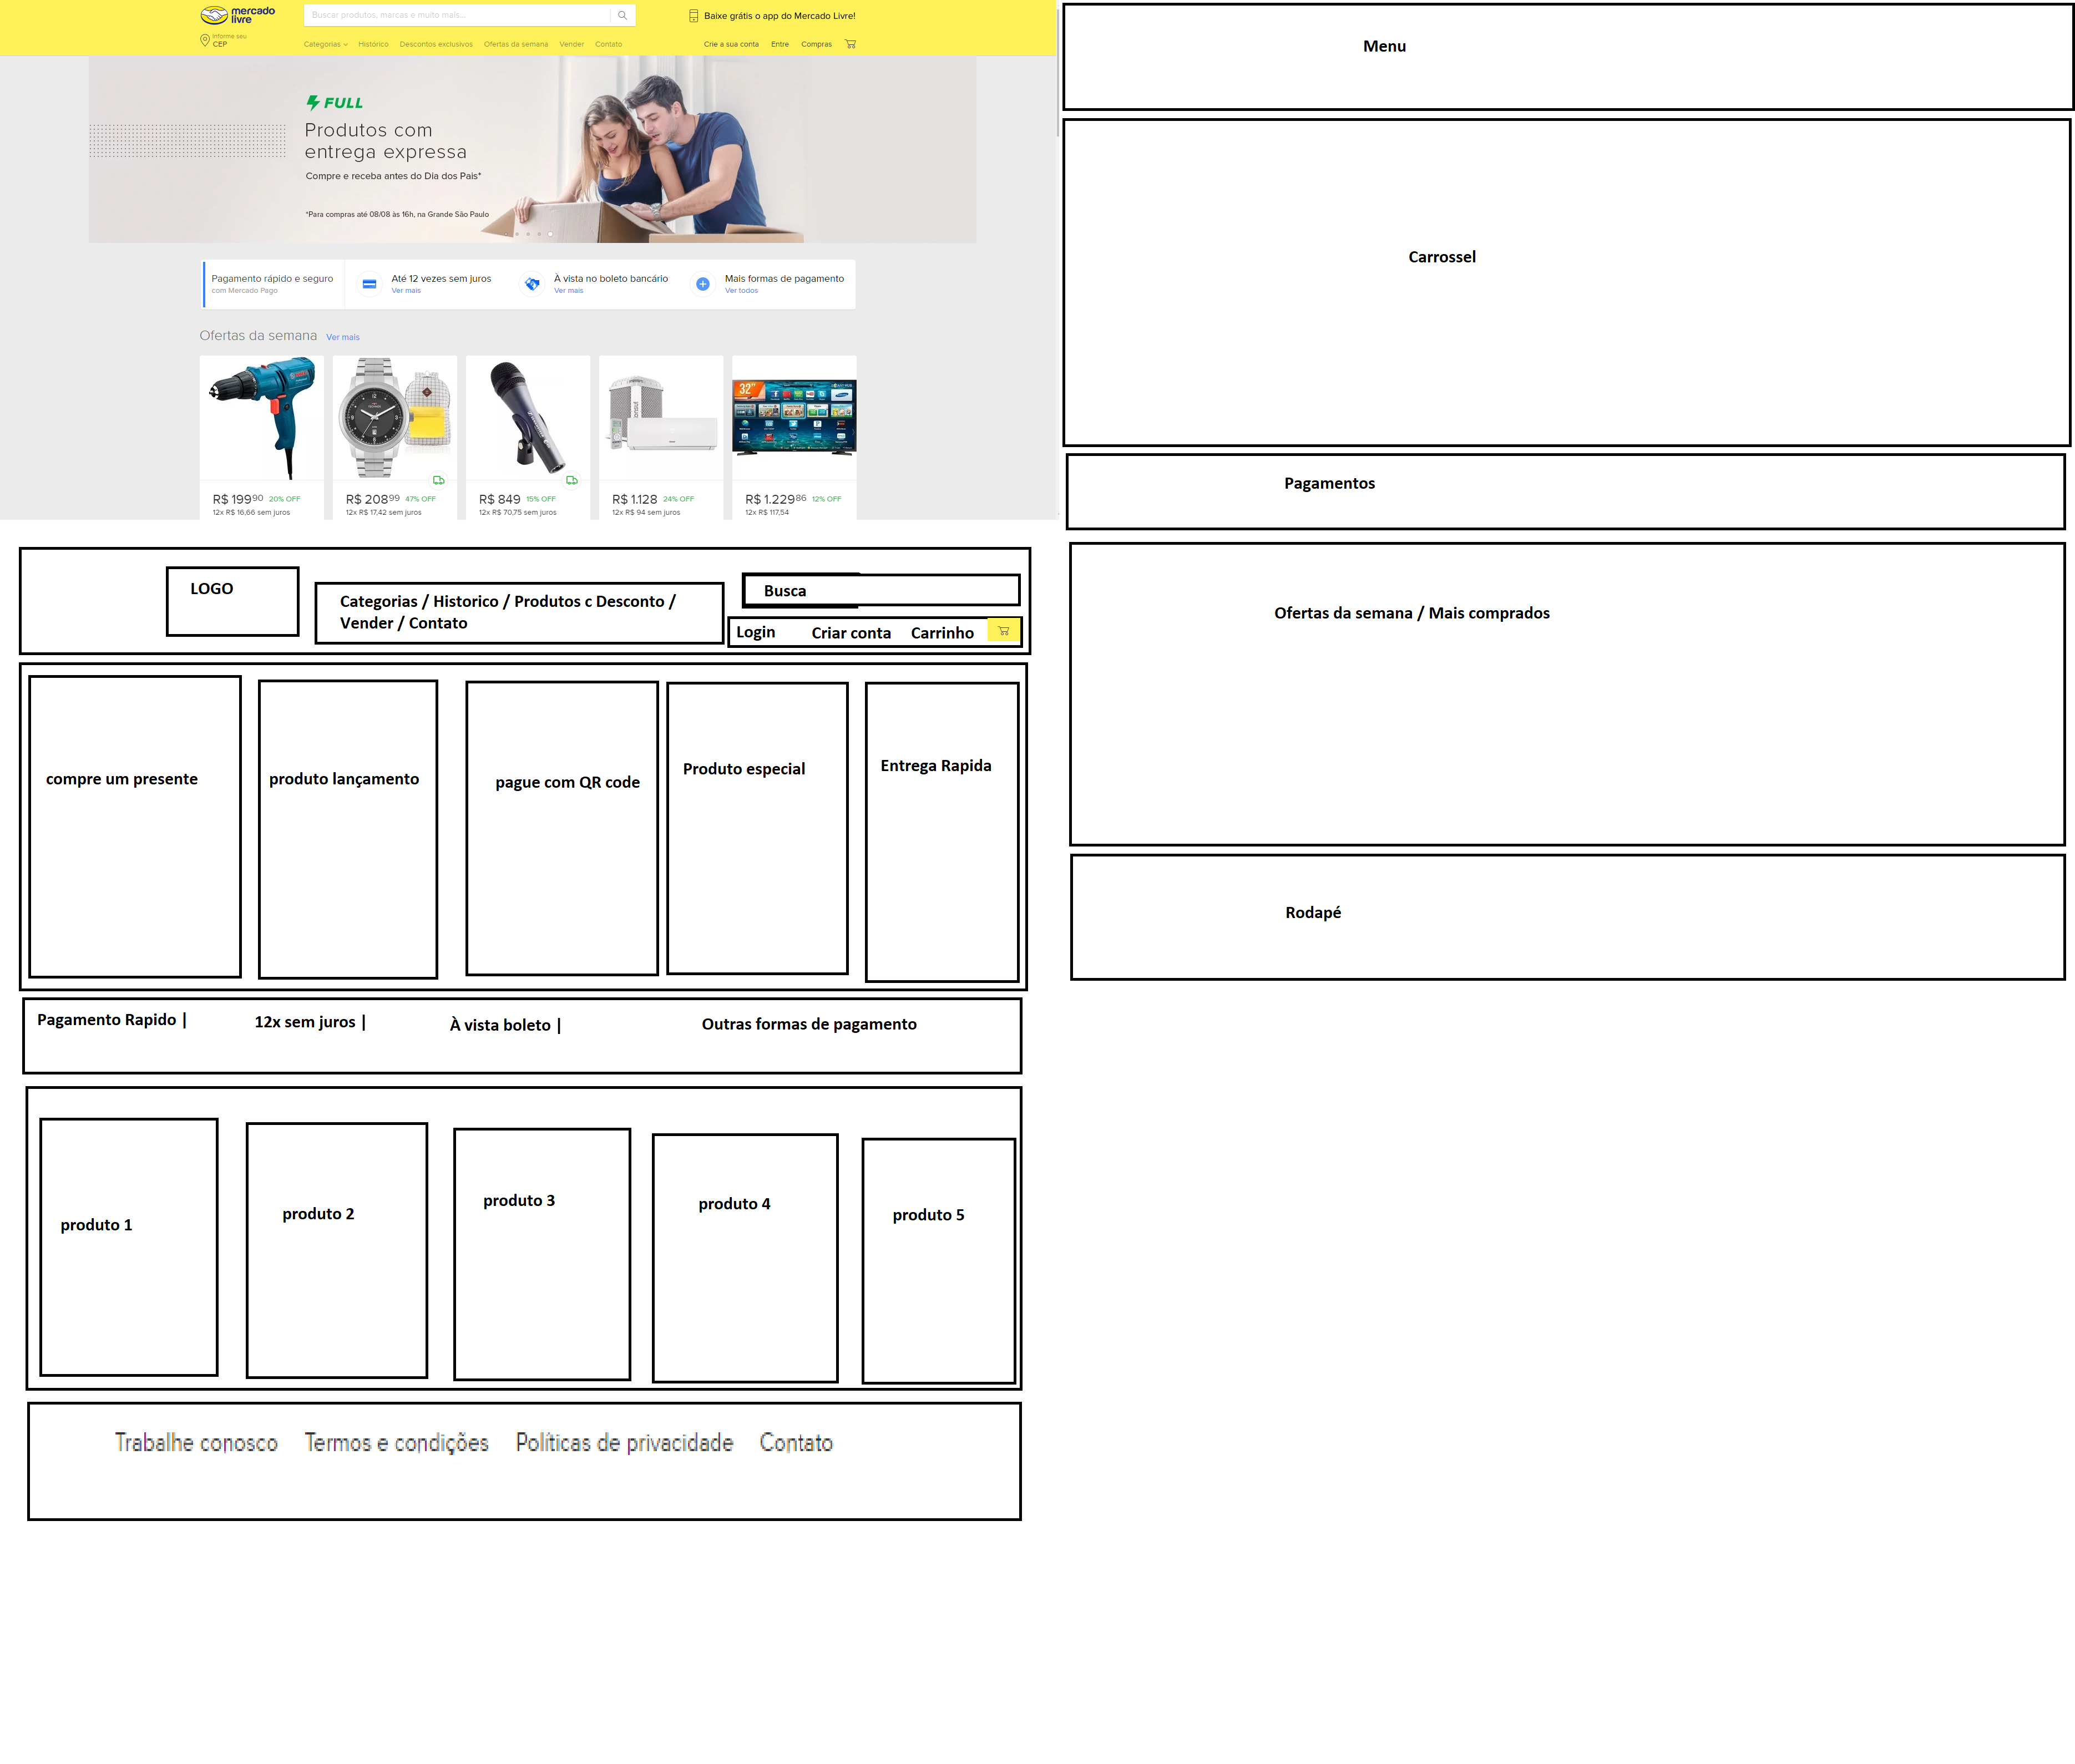 mercado
livre
Buscar produtos, marcas e muito mais...
Baixe grátis o app do Mercado Livre!
Informe seu
CEP
Categorias Histórico Descontos exclusivos Ofertas da semana Vender Contato
Crie a sua conta Entre Compras
FULL
Produtos com
entrega expressa
Compre e receba antes do Dia dos Pais*
*Para compras até 08/08 às 16h, na Grande São Paulo
Pagamento rápido e seguro
com Mercado Pago
Até 12 vezes sem juros
Ver mais
À vista no boleto bancário
Ver mais
Mais formas de pagamento
Ver todos
Ofertas da semana Ver mais
32"
R$ 199 90 20% OFF
12x R$ 16,66 sem juros
R$ 208 99 47% OFF
12x R$ 17,42 sem juros
R$ 849 15% OFF
12x R$ 70,75 sem juros
R$ 1.128 24% OFF
12x R$ 94 sem juros
R$ 1.229 86 12% OFF
12x R$ 117,54
Menu
Carrossel
Pagamentos
Ofertas da semana / Mais comprados
Rodapé
LOGO
Categorias / Historico / Produtos c Desconto /
Vender / Contato
Busca
Login Criar conta Carrinho
compre um presente
produto lançamento
pague com QR code
Produto especial
Entrega Rapida
Pagamento Rapido |
12x sem juros |
À vista boleto |
Outras formas de pagamento
produto 1
produto 2
produto 3
produto 4
produto 5
Trabalhe conosco Termos e condições Políticas de privacidade Contato